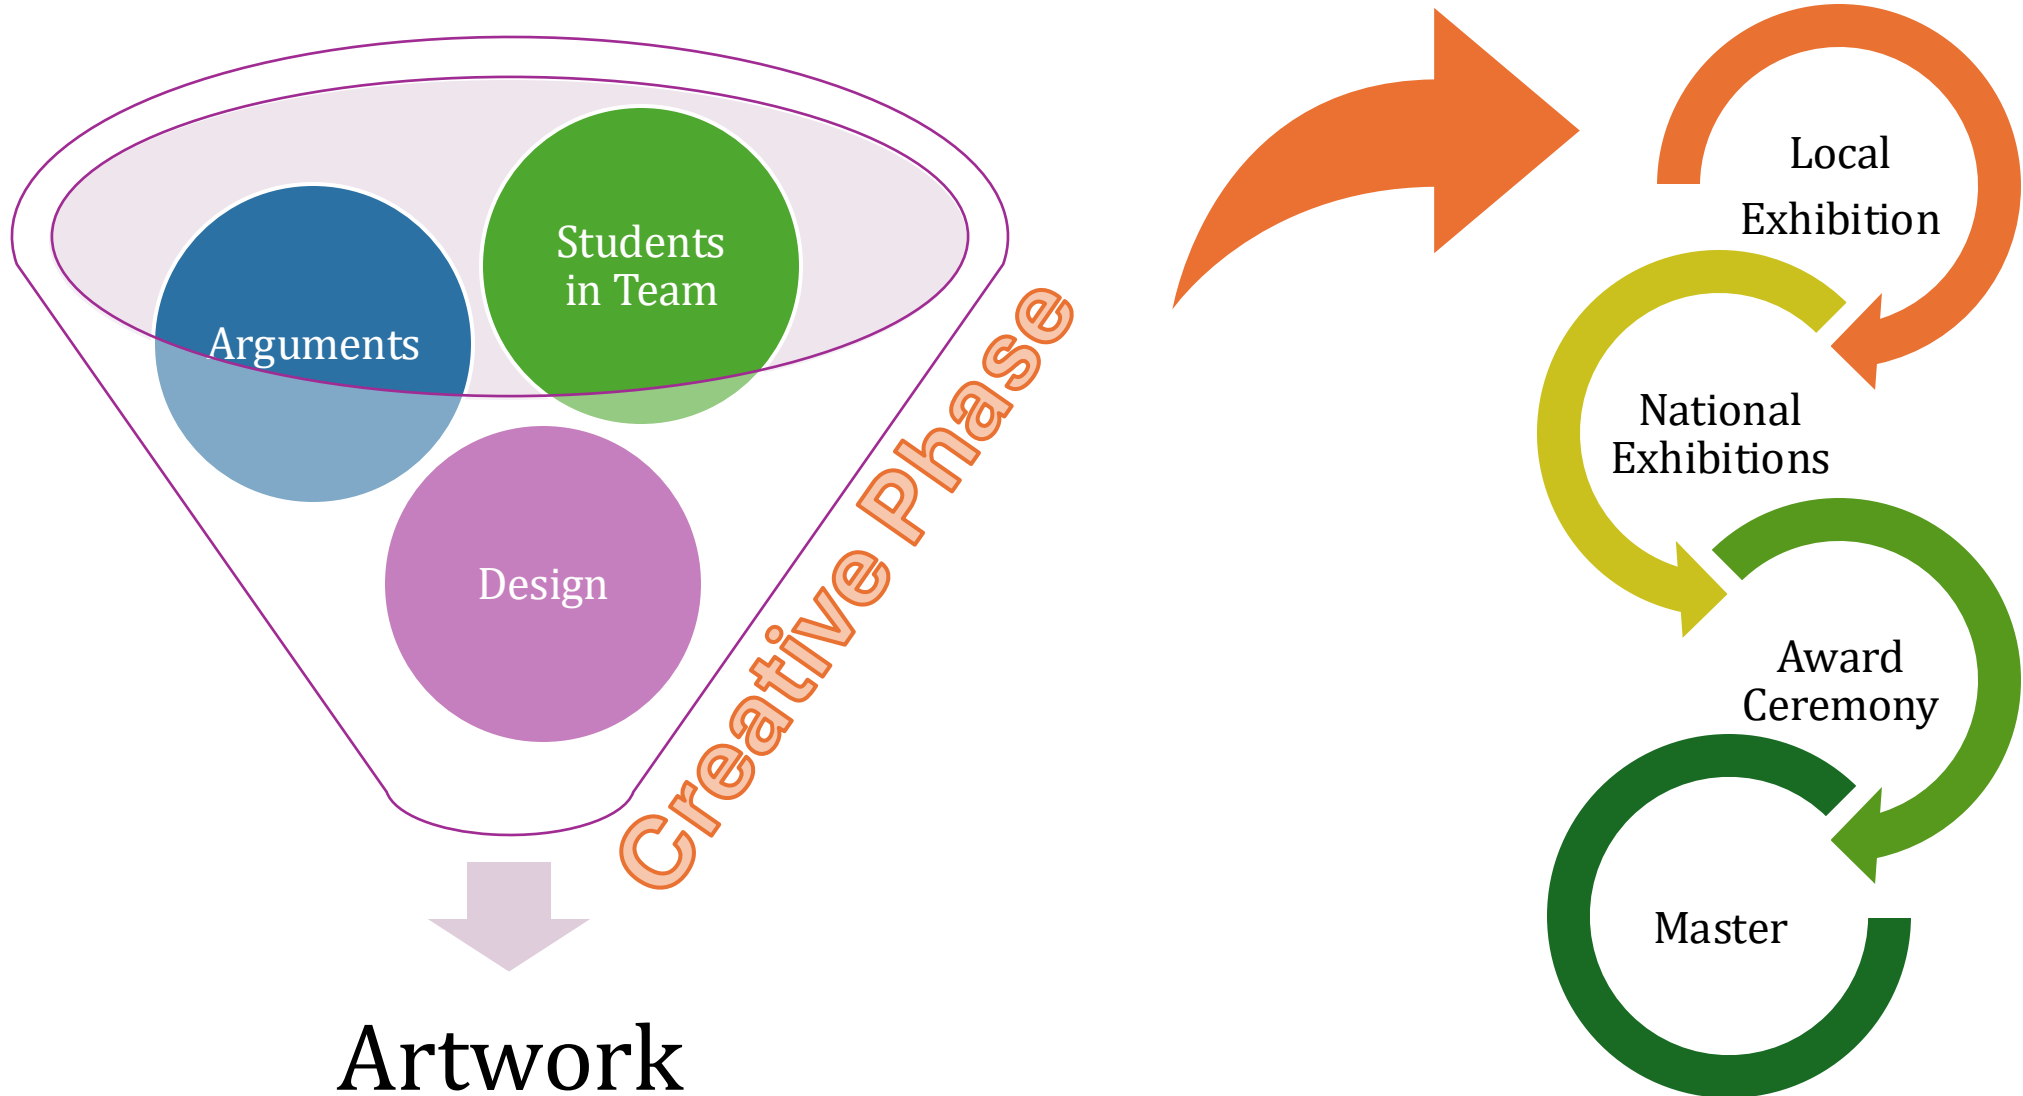 Students
in Team
Arguments
Design
Creative Phase
Artwork
Local
Exhibition
National
Exhibitions
Award
Ceremony
Master